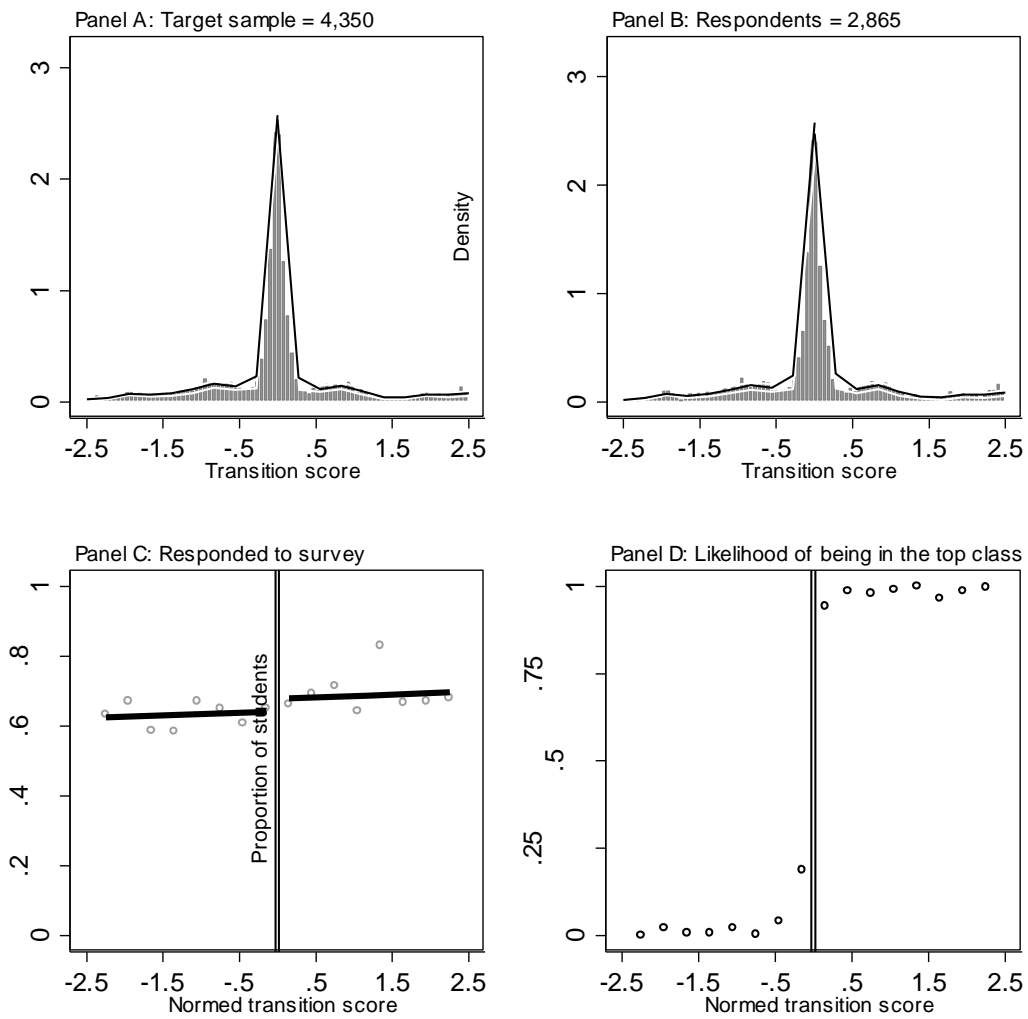 Panel A: Target sample = 4,350
3
2
1
0
Density
-2.5 -1.5 -.5 .5 1.5 2.5
Transition score
Panel B: Respondents = 2,865
3
2
1
0
-2.5 -1.5 -.5 .5 1.5 2.5
Transition score
Panel C: Responded to survey
1
.8
.6
.4
.2
0
Proportion of students
-2.5 -1.5 -.5 .5 1.5 2.5
Normed transition score
Panel D: Likelihood of being in the top class
1
.75
.5
.25
0
-2.5 -1.5 -.5 .5 1.5 2.5
Normed transition score